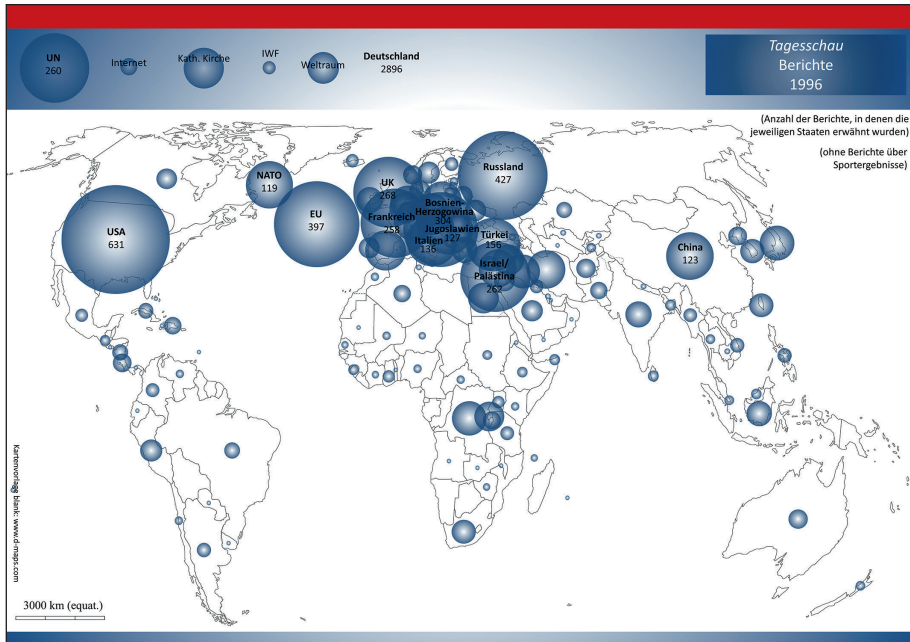 UN
260
Internet
Kath. Kirche
IWF
Weltraum
Deutschland
2896
Tagesschau
Berichte
1996
(Anzahl der Berichte, in denen die
jeweiligen Staaten erwähnt wurden)
(ohne Berichte über
Sportergebnisse)
NATO
119
UK
268
Russland
427
USA
631
EU
397
Frankreich
258
Bosnien-
Herzogowina
304
Jugoslawien
127
Italien
136
Türkei
156
Israel/
Palästina
262
China
123
Kartenvorlage blank: www.d-maps.com
3000 km (equat.)